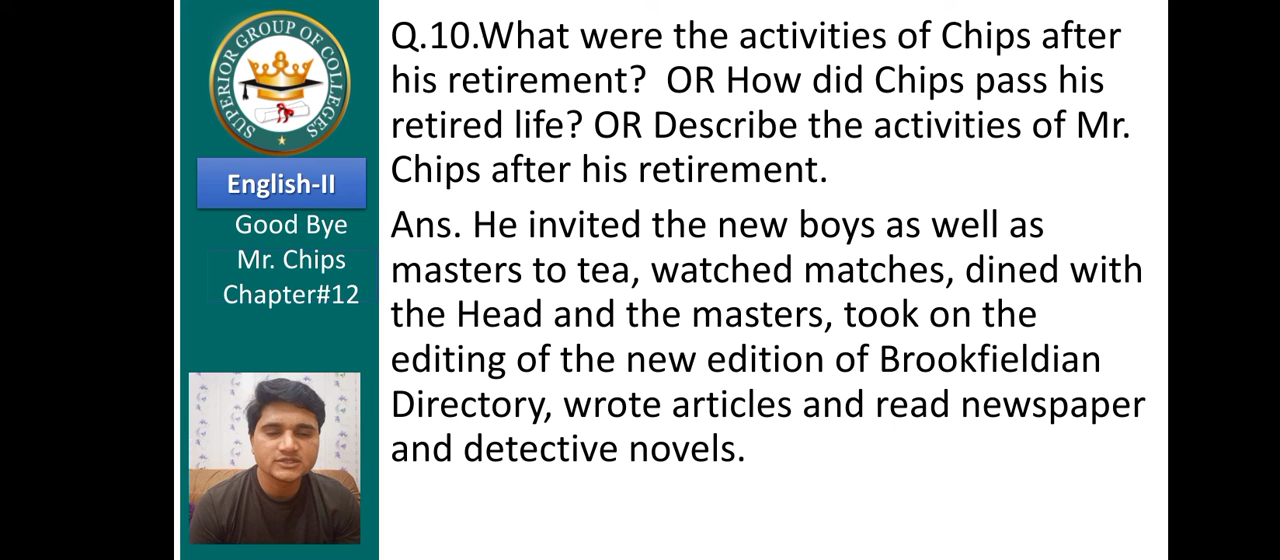 SUPERIOR GROUP OF COLLEGES
English-II
Good Bye
Mr. Chips
Chapter#12
Q.10.What were the activities of Chips after
his retirement?  OR How did Chips pass his
retired life? OR Describe the activities of Mr.
Chips after his retirement.
Ans. He invited the new boys as well as
masters to tea, watched matches, dined with
the Head and the masters, took on the
editing of the new edition of Brookfieldian
Directory, wrote articles and read newspaper
and detective novels.